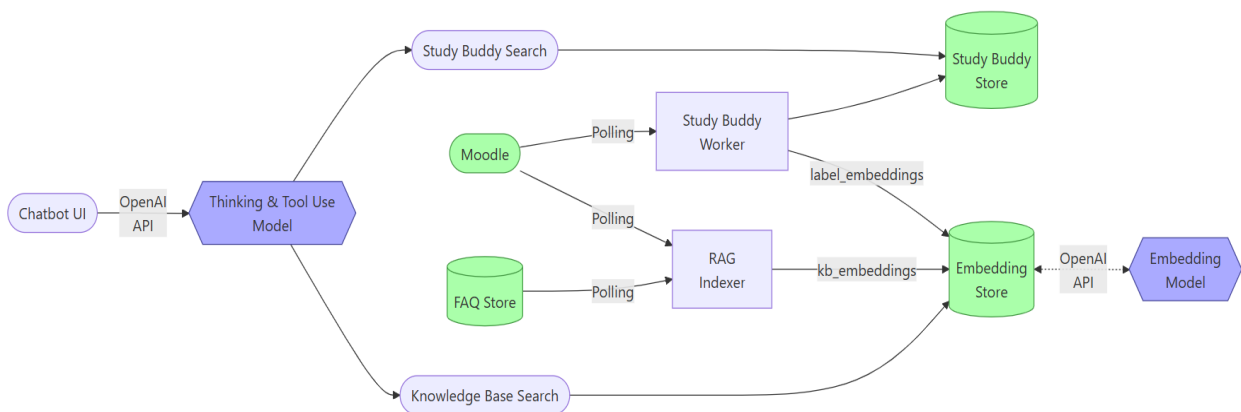 Study Buddy Search
Study Buddy
Store
Polling
Study Buddy
Worker
Moodle
label_embeddings
Chatbot UI
OpenAI
API
Thinking & Tool Use
Model
Polling
RAG
Indexer
kb_embeddings
Embedding
Store
OpenAI
API
Embedding
Model
FAQ Store
Polling
Knowledge Base Search